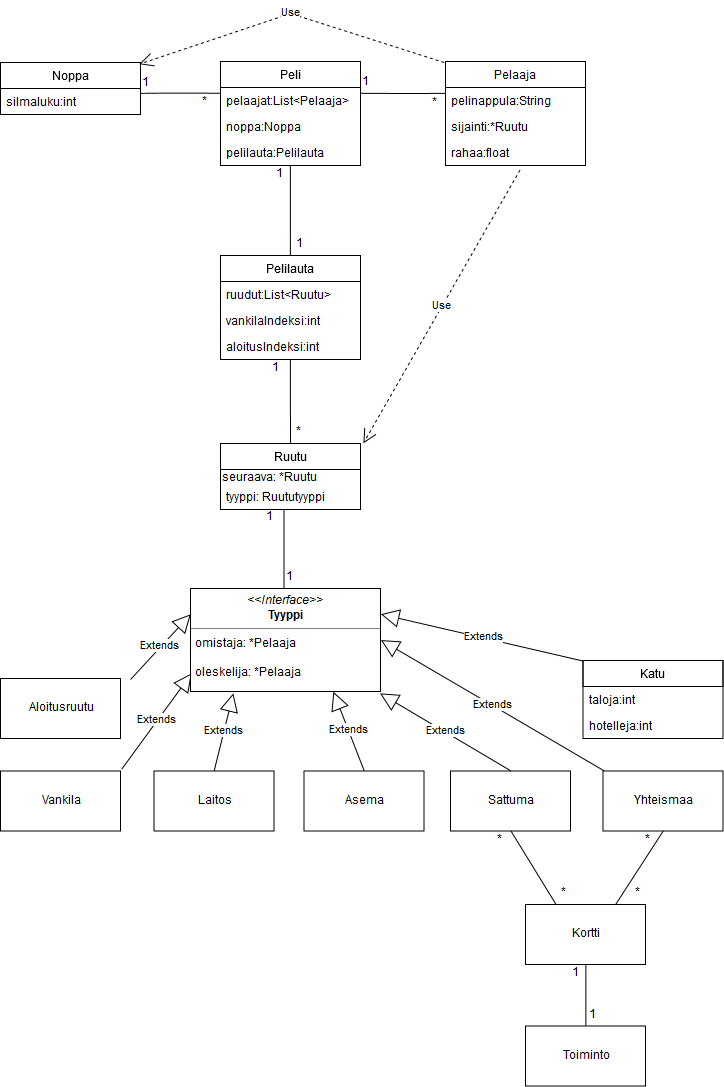 Use
Noppa
silmaluku:int
1
*
Peli
pelaajat:List<Pelaaja>
noppa:Noppa
pelilauta:Pelilauta
1
*
Pelaaja
pelinappula:String
sijainti:*Ruutu
rahaa:float
1
1
Use
Pelilauta
ruudut:List<Ruutu>
vankilaIndeksi:int
aloitusIndeksi:int
1
*
Ruutu
seuraava: *Ruutu
tyyppi: Ruututyyppi
1
1
<<Interface>>
Tyyppi
omistaja: *Pelaaja
oleskelija: *Pelaaja
Extends
Extends
Katu
taloja:int
hotelleja:int
Aloitusruutu
Extends
Extends
Extends
Extends
Extends
Vankila
Laitos
Asema
Sattuma
Yhteismaa
*
*
*
*
Kortti
1
1
Toiminto